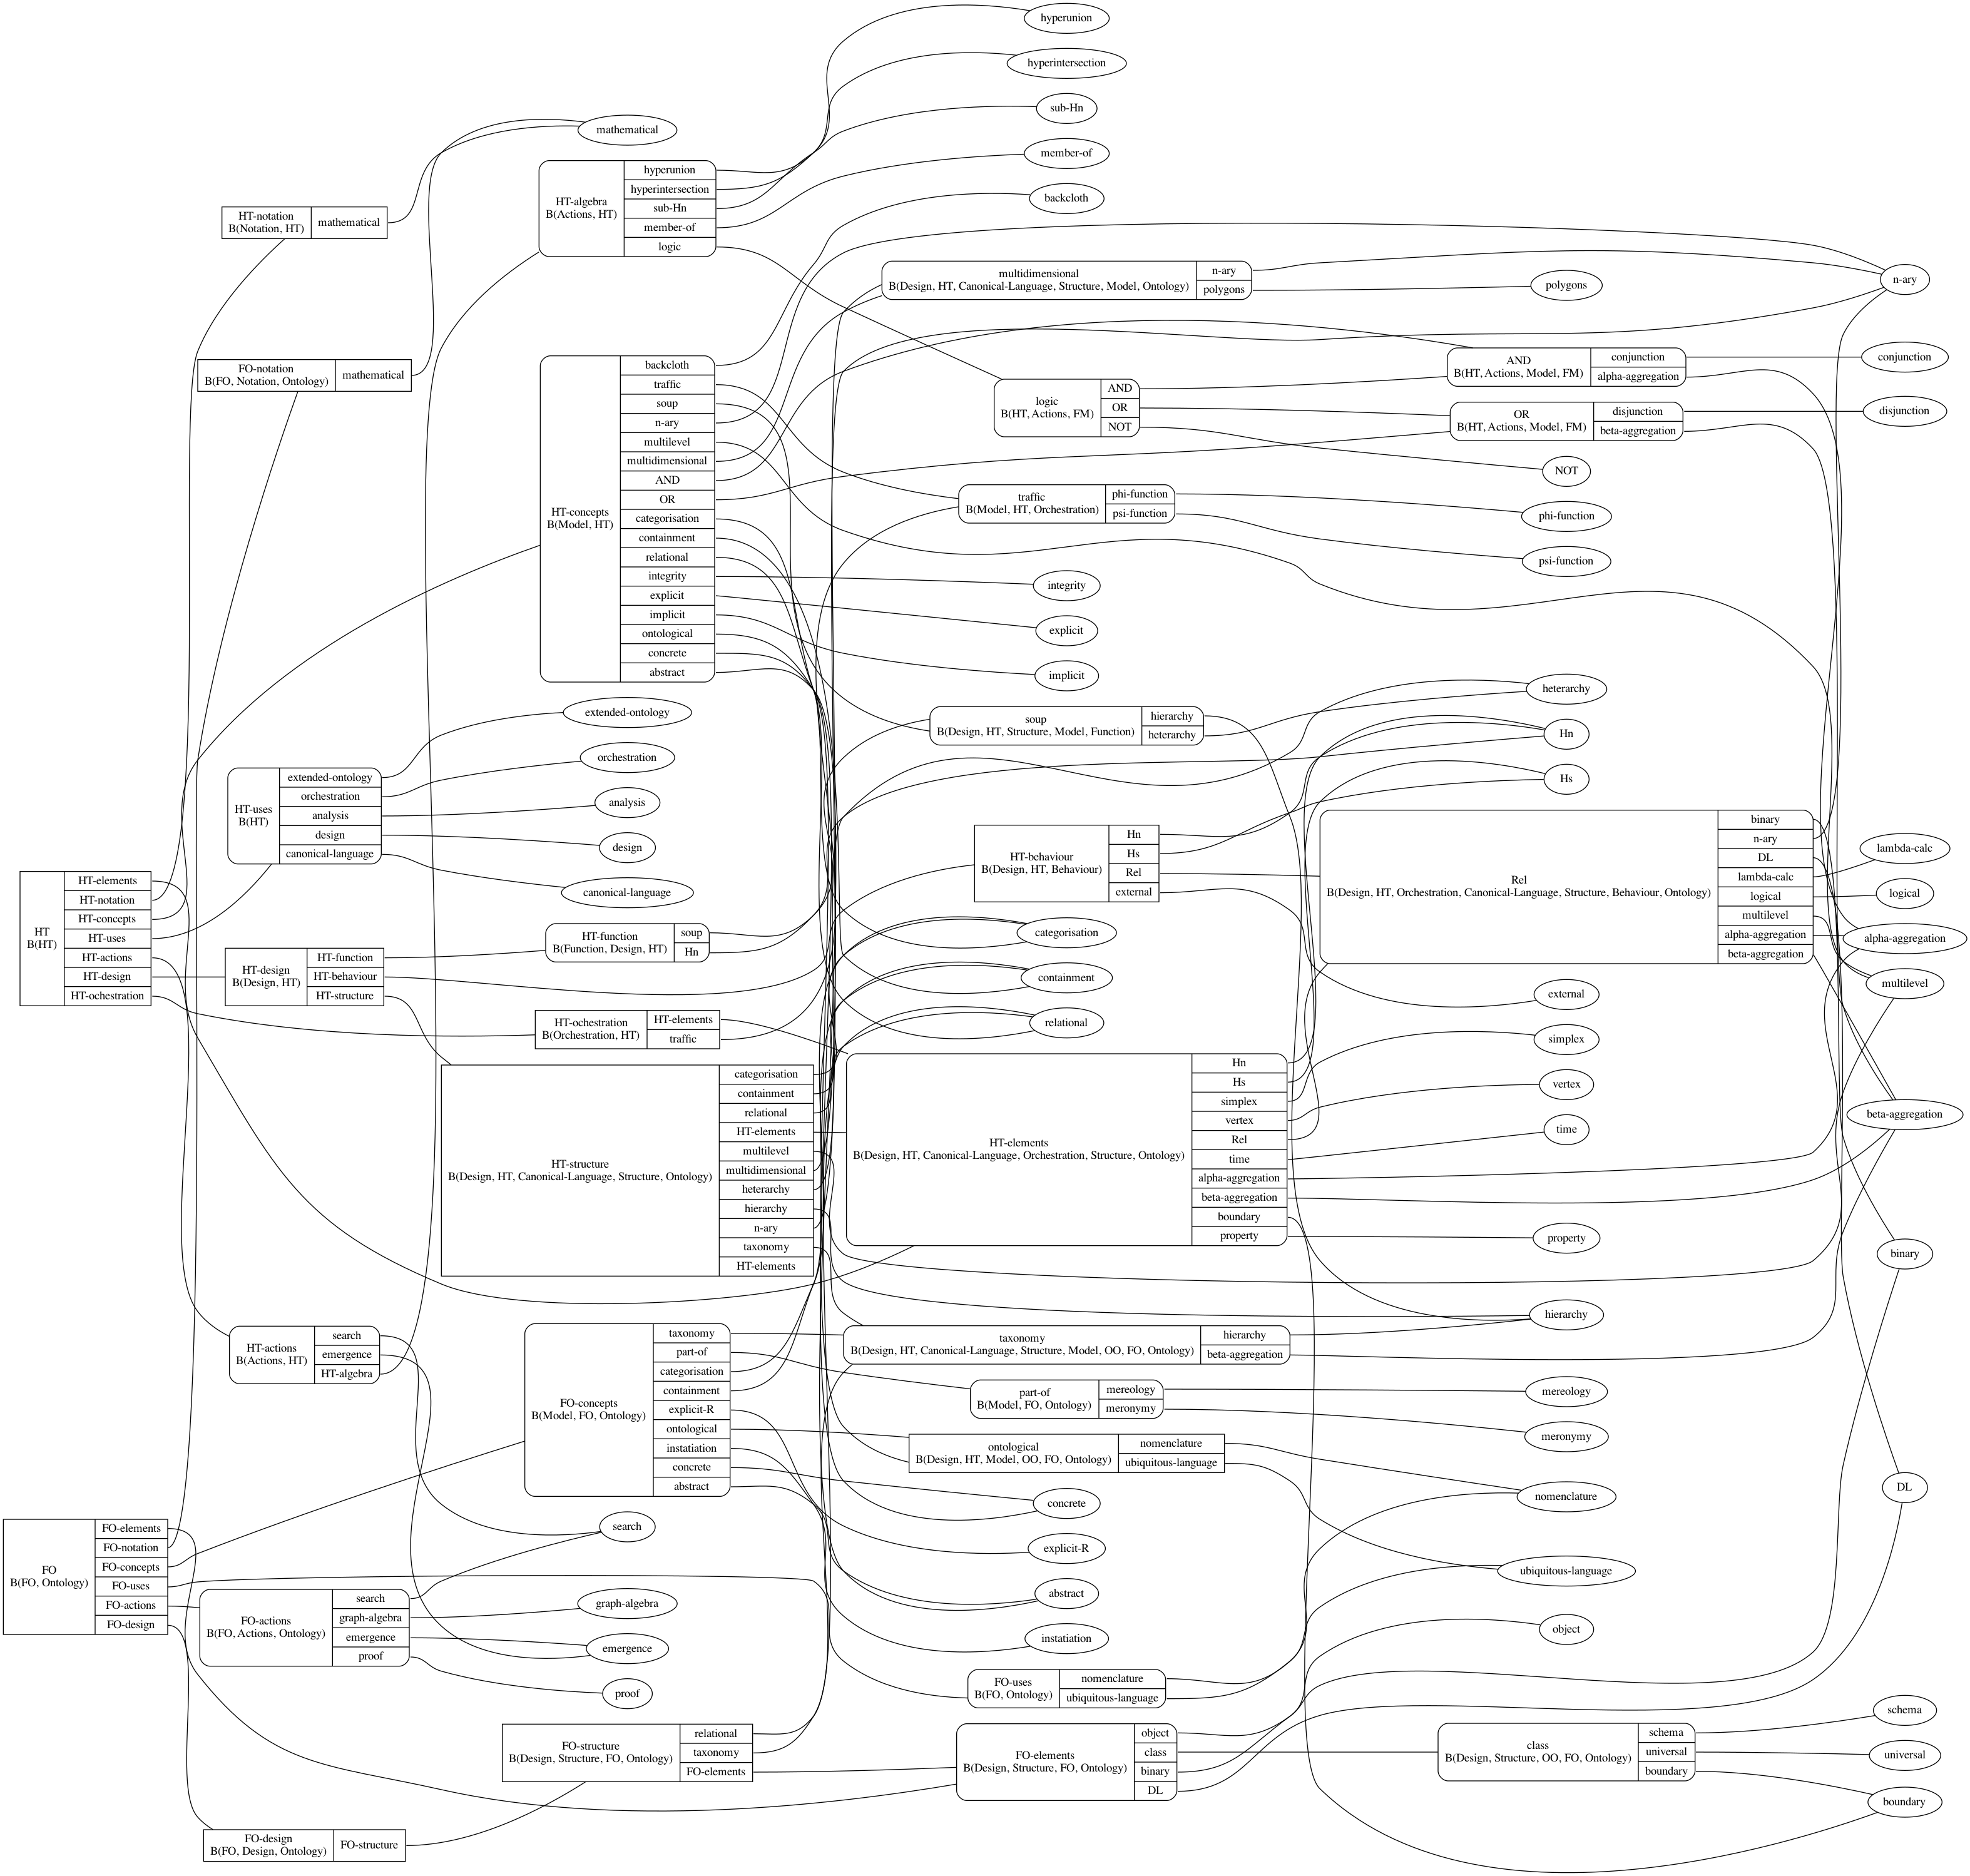 hyperunion
hyperintersection
sub-Hn
member-of
backcloth
mathematical
HT-notation
B(Notation, HT)
mathematical
FO-notation
B(FO, Notation, Ontology)
mathematical
HT-algebra
B(Actions, HT)
hyperunion
hyperintersection
sub-Hn
member-of
logic
multidimensional
B(Design, HT, Canonical-Language, Structure, Model, Ontology)
n-ary
polygons
polygons
n-ary
HT-concepts
B(Model, HT)
backcloth
traffic
soup
n-ary
multilevel
multidimensional
AND
OR
categorisation
containment
relational
integrity
explicit
implicit
ontological
concrete
abstract
logic
B(HT, Actions, FM)
AND
OR
NOT
AND
B(HT, Actions, Model, FM)
conjunction
alpha-aggregation
conjunction
OR
B(HT, Actions, Model, FM)
disjunction
beta-aggregation
disjunction
NOT
traffic
B(Model, HT, Orchestration)
phi-function
psi-function
phi-function
psi-function
integrity
explicit
implicit
extended-ontology
orchestration
analysis
design
canonical-language
HT-uses
B(HT)
extended-ontology
orchestration
analysis
design
canonical-language
soup
B(Design, HT, Structure, Model, Function)
hierarchy
heterarchy
heterarchy
Hn
Hs
HT-behaviour
B(Design, HT, Behaviour)
Hn
Hs
Rel
external
Rel
B(Design, HT, Orchestration, Canonical-Language, Structure, Behaviour, Ontology)
binary
n-ary
DL
lambda-calc
logical
multilevel
alpha-aggregation
beta-aggregation
lambda-calc
logical
alpha-aggregation
multilevel
beta-aggregation
HT
B(HT)
HT-elements
HT-notation
HT-concepts
HT-uses
HT-actions
HT-design
HT-ochestration
HT-design
B(Design, HT)
HT-function
HT-behaviour
HT-structure
HT-function
B(Function, Design, HT)
soup
Hn
categorisation
containment
relational
HT-ochestration
B(Orchestration, HT)
HT-elements
traffic
external
simplex
vertex
time
HT-structure
B(Design, HT, Canonical-Language, Structure, Ontology)
categorisation
containment
relational
HT-elements
multilevel
multidimensional
heterarchy
hierarchy
n-ary
taxonomy
HT-elements
HT-elements
B(Design, HT, Canonical-Language, Orchestration, Structure, Ontology)
Hn
Hs
simplex
vertex
Rel
time
alpha-aggregation
beta-aggregation
boundary
property
property
binary
hierarchy
HT-actions
B(Actions, HT)
search
emergence
HT-algebra
FO-concepts
B(Model, FO, Ontology)
taxonomy
part-of
categorisation
containment
explicit-R
ontological
instatiation
concrete
abstract
taxonomy
B(Design, HT, Canonical-Language, Structure, Model, OO, FO, Ontology)
hierarchy
beta-aggregation
part-of
B(Model, FO, Ontology)
mereology
meronymy
mereology
meronymy
ontological
B(Design, HT, Model, OO, FO, Ontology)
nomenclature
ubiquitous-language
nomenclature
DL
concrete
explicit-R
abstract
instatiation
ubiquitous-language
object
search
graph-algebra
emergence
proof
FO
B(FO, Ontology)
FO-elements
FO-notation
FO-concepts
FO-uses
FO-actions
FO-design
FO-actions
B(FO, Actions, Ontology)
search
graph-algebra
emergence
proof
FO-uses
B(FO, Ontology)
nomenclature
ubiquitous-language
FO-structure
B(Design, Structure, FO, Ontology)
relational
taxonomy
FO-elements
FO-elements
B(Design, Structure, FO, Ontology)
object
class
binary
DL
class
B(Design, Structure, OO, FO, Ontology)
schema
universal
boundary
schema
universal
boundary
FO-design
B(FO, Design, Ontology)
FO-structure